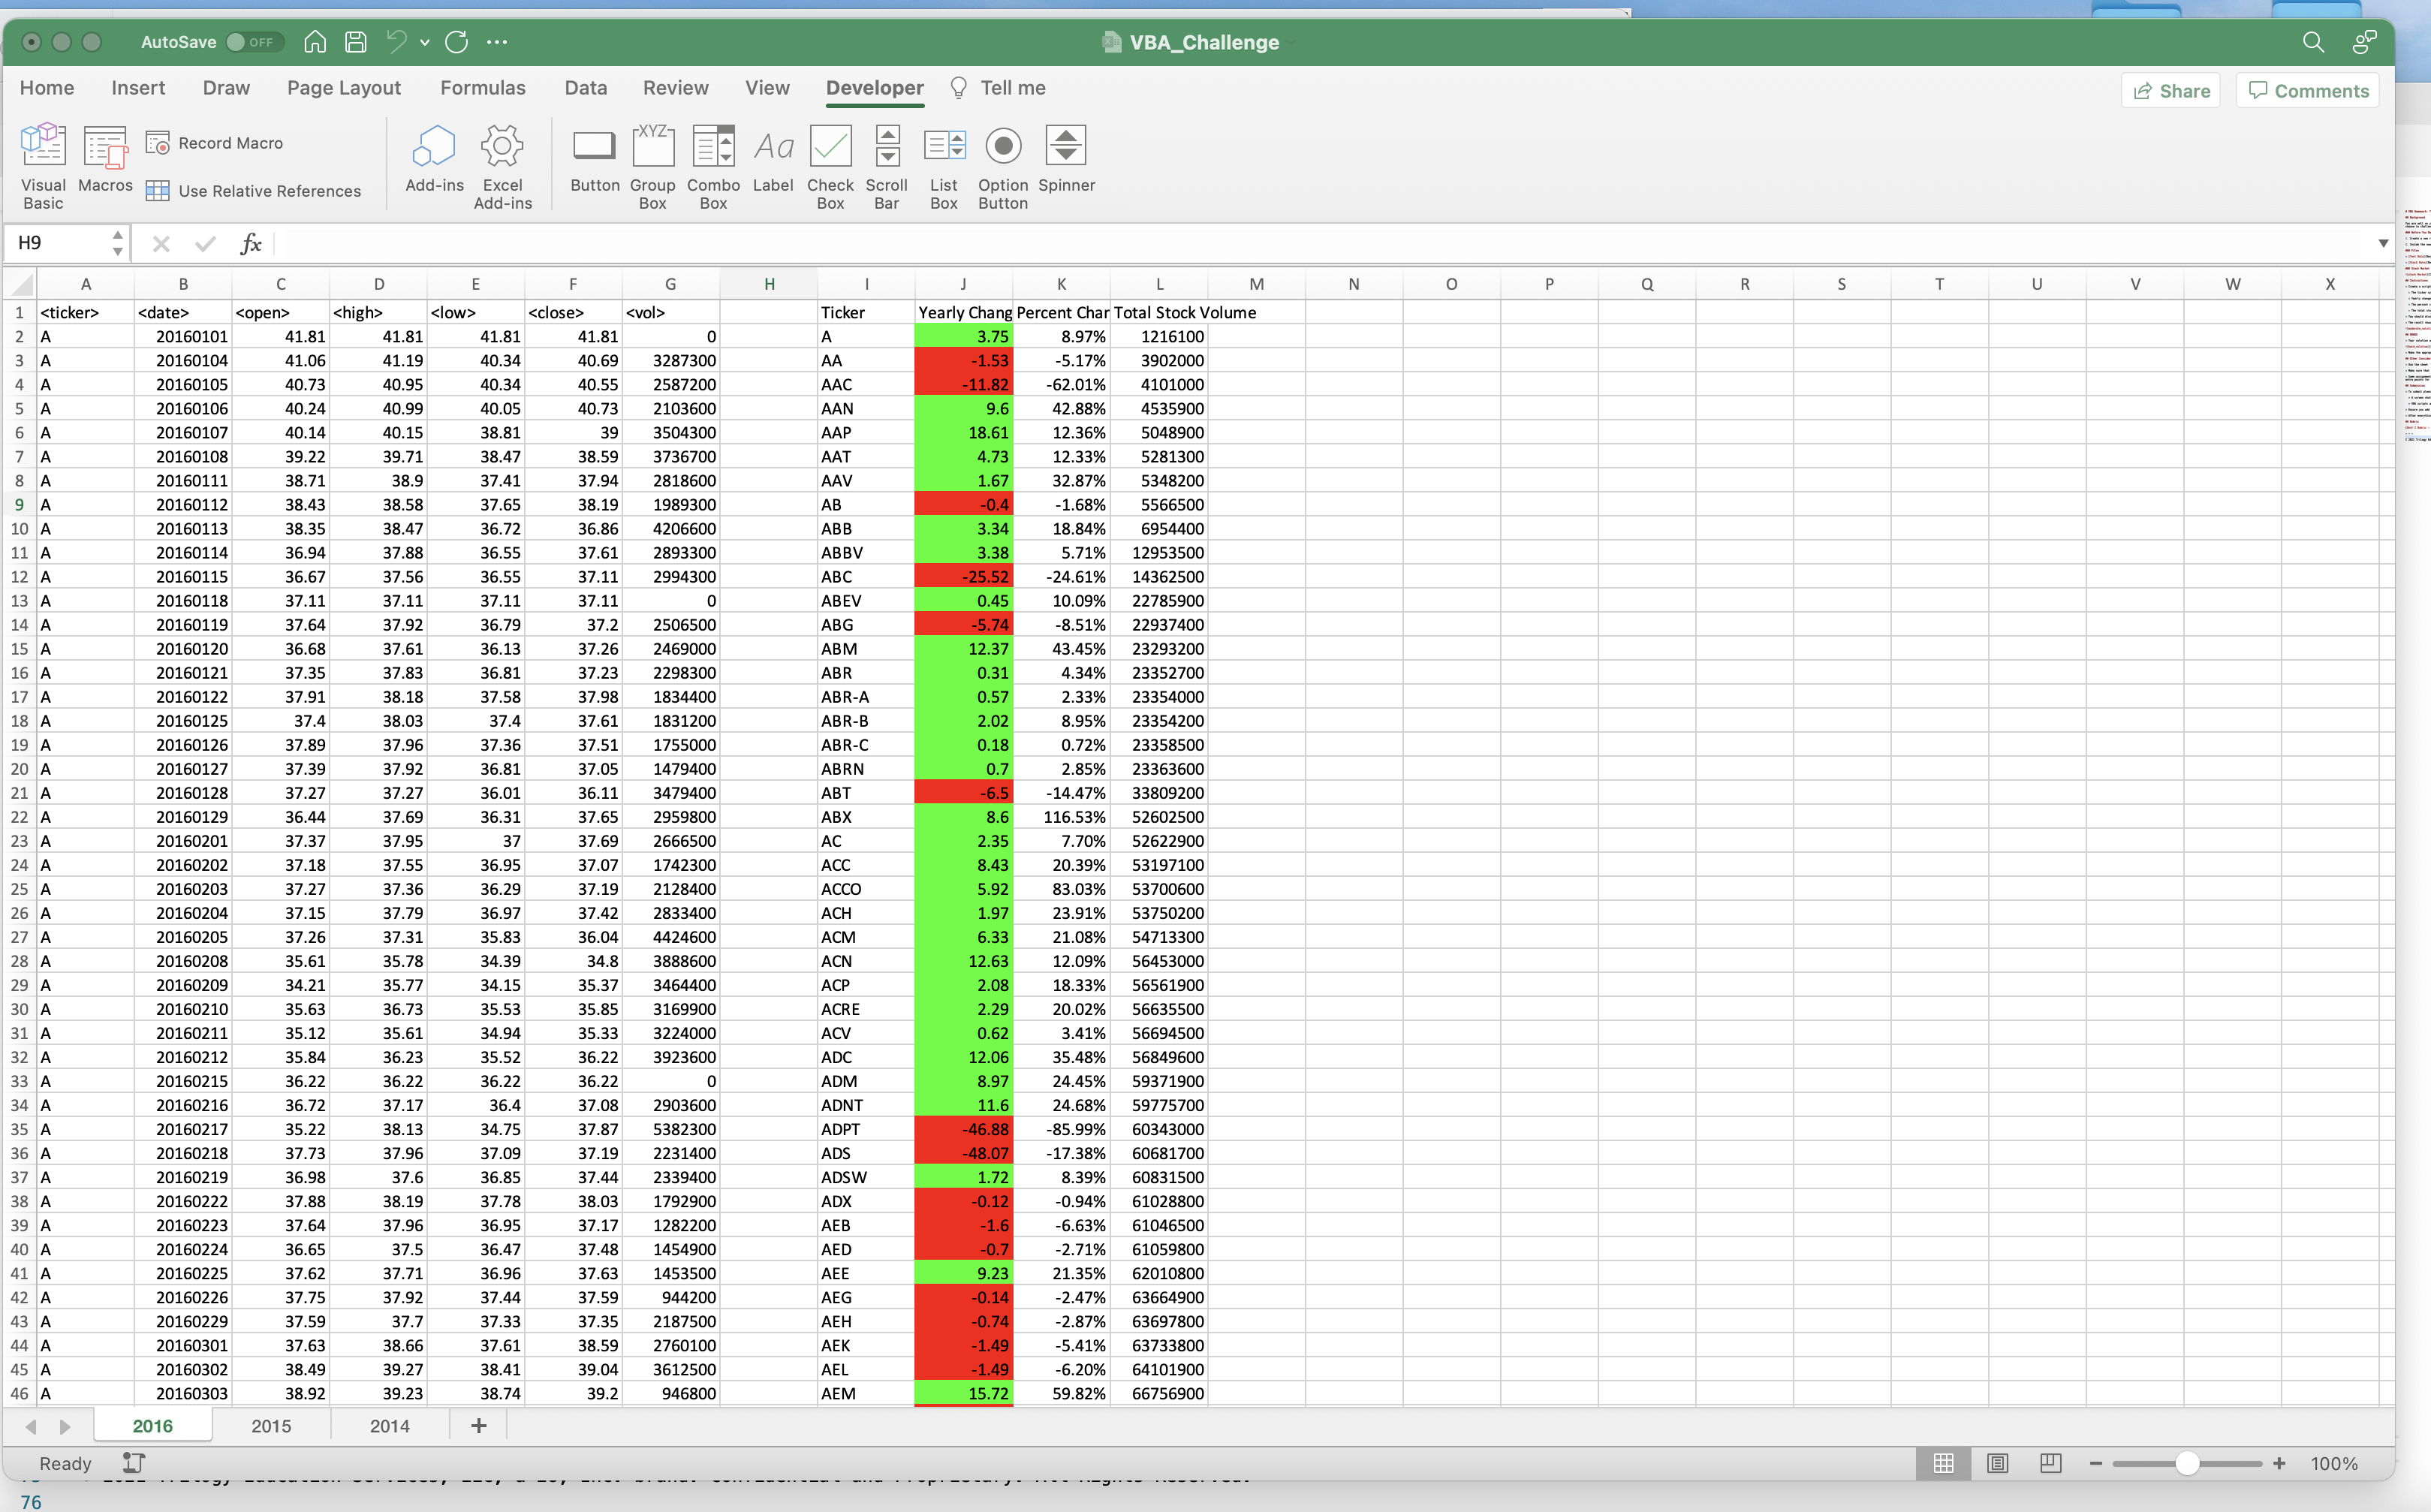 AutoSave OFF VBA_Challenge
Home Insert Draw Page Layout Formulas Data Review View Developer Tell me Share Comments
Visual Basic Macros Record Macro Use Relative References Add-ins Excel Add-ins Button Group Box Combo Box Label Check Box Scroll Bar List Box Option Button Spinner
H9 fx
A B C D E F G H I J K L M N O P Q R S T U V W X
1 <ticker> <date> <open> <high> <low> <close> <vol> Ticker Yearly Chang Percent Char Total Stock Volume
2 A 20160101 41.81 41.81 41.81 41.81 0 A 3.75 8.97% 1216100
3 A 20160104 41.06 41.19 40.34 40.69 3287300 AA -1.53 -5.17% 3902000
4 A 20160105 40.73 40.95 40.34 40.55 2587200 AAC -11.82 -62.01% 4101000
5 A 20160106 40.24 40.99 40.05 40.73 2103600 AAN 9.6 42.88% 4535900
6 A 20160107 40.14 40.15 38.81 39 3504300 AAP 18.61 12.36% 5048900
7 A 20160108 39.22 39.71 38.47 38.59 3736700 AAT 4.73 12.33% 5281300
8 A 20160111 38.71 38.9 37.41 37.94 2818600 AAV 1.67 32.87% 5348200
9 A 20160112 38.43 38.58 37.65 38.19 1989300 AB -0.4 -1.68% 5566500
10 A 20160113 38.35 38.47 36.72 36.86 4206600 ABB 3.34 18.84% 6954400
11 A 20160114 36.94 37.88 36.55 37.61 2893300 ABBV 3.38 5.71% 12953500
12 A 20160115 36.67 37.56 36.55 37.11 2994300 ABC -25.52 -24.61% 14362500
13 A 20160118 37.11 37.11 37.11 37.11 0 ABEV 0.45 10.09% 22785900
14 A 20160119 37.64 37.92 36.79 37.2 2506500 ABG -5.74 -8.51% 22937400
15 A 20160120 36.68 37.61 36.13 37.26 2469000 ABM 12.37 43.45% 23293200
16 A 20160121 37.35 37.83 36.81 37.23 2298300 ABR 0.31 4.34% 23352700
17 A 20160122 37.91 38.18 37.58 37.98 1834400 ABR-A 0.57 2.33% 23354000
18 A 20160125 37.4 38.03 37.4 37.61 1831200 ABR-B 2.02 8.95% 23354200
19 A 20160126 37.89 37.96 37.36 37.51 1755000 ABR-C 0.18 0.72% 23358500
20 A 20160127 37.39 37.92 36.81 37.05 1479400 ABRN 0.7 2.85% 23363600
21 A 20160128 37.27 37.27 36.01 36.11 3479400 ABT -6.5 -14.47% 33809200
22 A 20160129 36.44 37.69 36.31 37.65 2959800 ABX 8.6 116.53% 52602500
23 A 20160201 37.37 37.95 37 37.69 2666500 AC 2.35 7.70% 52622900
24 A 20160202 37.18 37.55 36.95 37.07 1742300 ACC 8.43 20.39% 53197100
25 A 20160203 37.27 37.36 36.29 37.19 2128400 ACCO 5.92 83.03% 53700600
26 A 20160204 37.15 37.79 36.97 37.42 2833400 ACH 1.97 23.91% 53750200
27 A 20160205 37.26 37.31 35.83 36.04 4424600 ACM 6.33 21.08% 54713300
28 A 20160208 35.61 35.78 34.39 34.8 3888600 ACN 12.63 12.09% 56453000
29 A 20160209 34.21 35.77 34.15 35.37 3464400 ACP 2.08 18.33% 56561900
30 A 20160210 35.63 36.73 35.53 35.85 3169900 ACRE 2.29 20.02% 56635500
31 A 20160211 35.12 35.61 34.94 35.33 3224000 ACV 0.62 3.41% 56694500
32 A 20160212 35.84 36.23 35.52 36.22 3923600 ADC 12.06 35.48% 56849600
33 A 20160215 36.22 36.22 36.22 36.22 0 ADM 8.97 24.45% 59371900
34 A 20160216 36.72 37.17 36.4 37.08 2903600 ADNT 11.6 24.68% 59775700
35 A 20160217 35.22 38.13 34.75 37.87 5382300 ADPT -46.88 -85.99% 60343000
36 A 20160218 37.73 37.96 37.09 37.19 2231400 ADS -48.07 -17.38% 60681700
37 A 20160219 36.98 37.6 36.85 37.44 2339400 ADSW 1.72 8.39% 60831500
38 A 20160222 37.88 38.19 37.78 38.03 1792900 ADX -0.12 -0.94% 61028800
39 A 20160223 37.64 37.96 36.95 37.17 1282200 AEB -1.6 -6.63% 61046500
40 A 20160224 36.65 37.5 36.47 37.48 1454900 AED -0.7 -2.71% 61059800
41 A 20160225 37.62 37.71 36.96 37.63 1453500 AEE 9.23 21.35% 62010800
42 A 20160226 37.75 37.92 37.44 37.59 944200 AEG -0.14 -2.47% 63664900
43 A 20160229 37.59 37.7 37.33 37.35 2187500 AEH -0.74 -2.87% 63697800
44 A 20160301 37.63 38.66 37.61 38.59 2760100 AEK -1.49 -5.41% 63733800
45 A 20160302 38.49 39.27 38.41 39.04 3612500 AEL -1.49 -6.20% 64101900
46 A 20160303 38.92 39.23 38.74 39.2 946800 AEM 15.72 59.82% 66756900
2016 2015 2014
Ready 100%
76